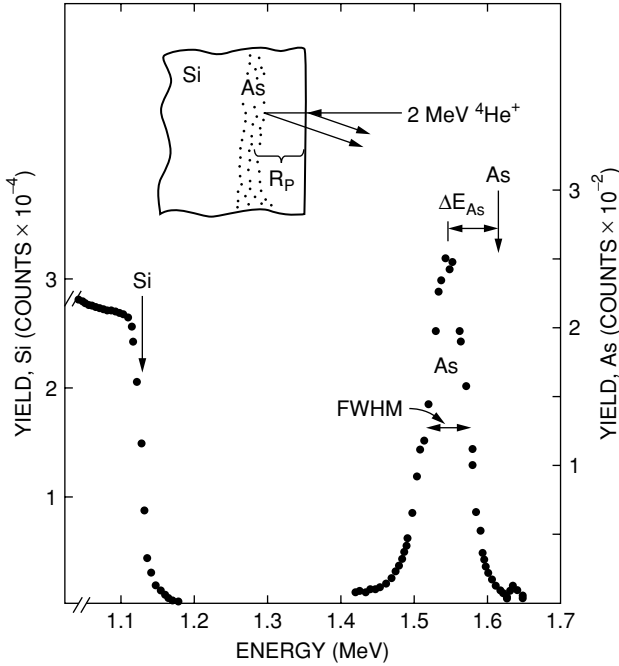 Si
As
2 MeV ⁴He⁺
R_P
As
ΔE_As
Si
As
FWHM
YIELD, Si (COUNTS × 10⁻⁴)
3
2
1
YIELD, As (COUNTS × 10⁻²)
3
2
1
1.1 1.2 1.3 1.4 1.5 1.6 1.7
ENERGY (MeV)